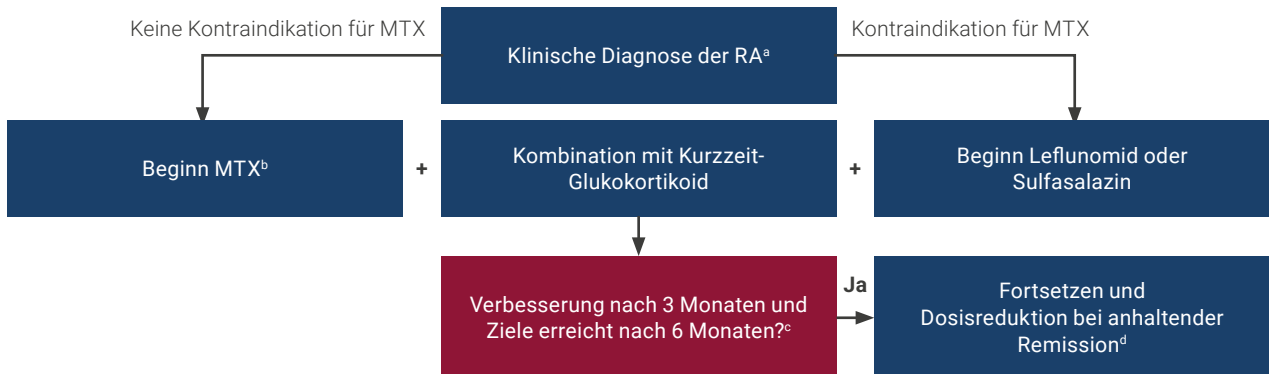 Keine Kontraindikation für MTX
Klinische Diagnose der RAᵃ
Kontraindikation für MTX
Beginn MTXᵇ
+
Kombination mit Kurzzeit-
Glukokortikoid
+
Beginn Leflunomid oder
Sulfasalazin
Verbesserung nach 3 Monaten und
Ziele erreicht nach 6 Monaten?ᶜ
Ja
Fortsetzen und
Dosisreduktion bei anhaltender
Remissionᵈ